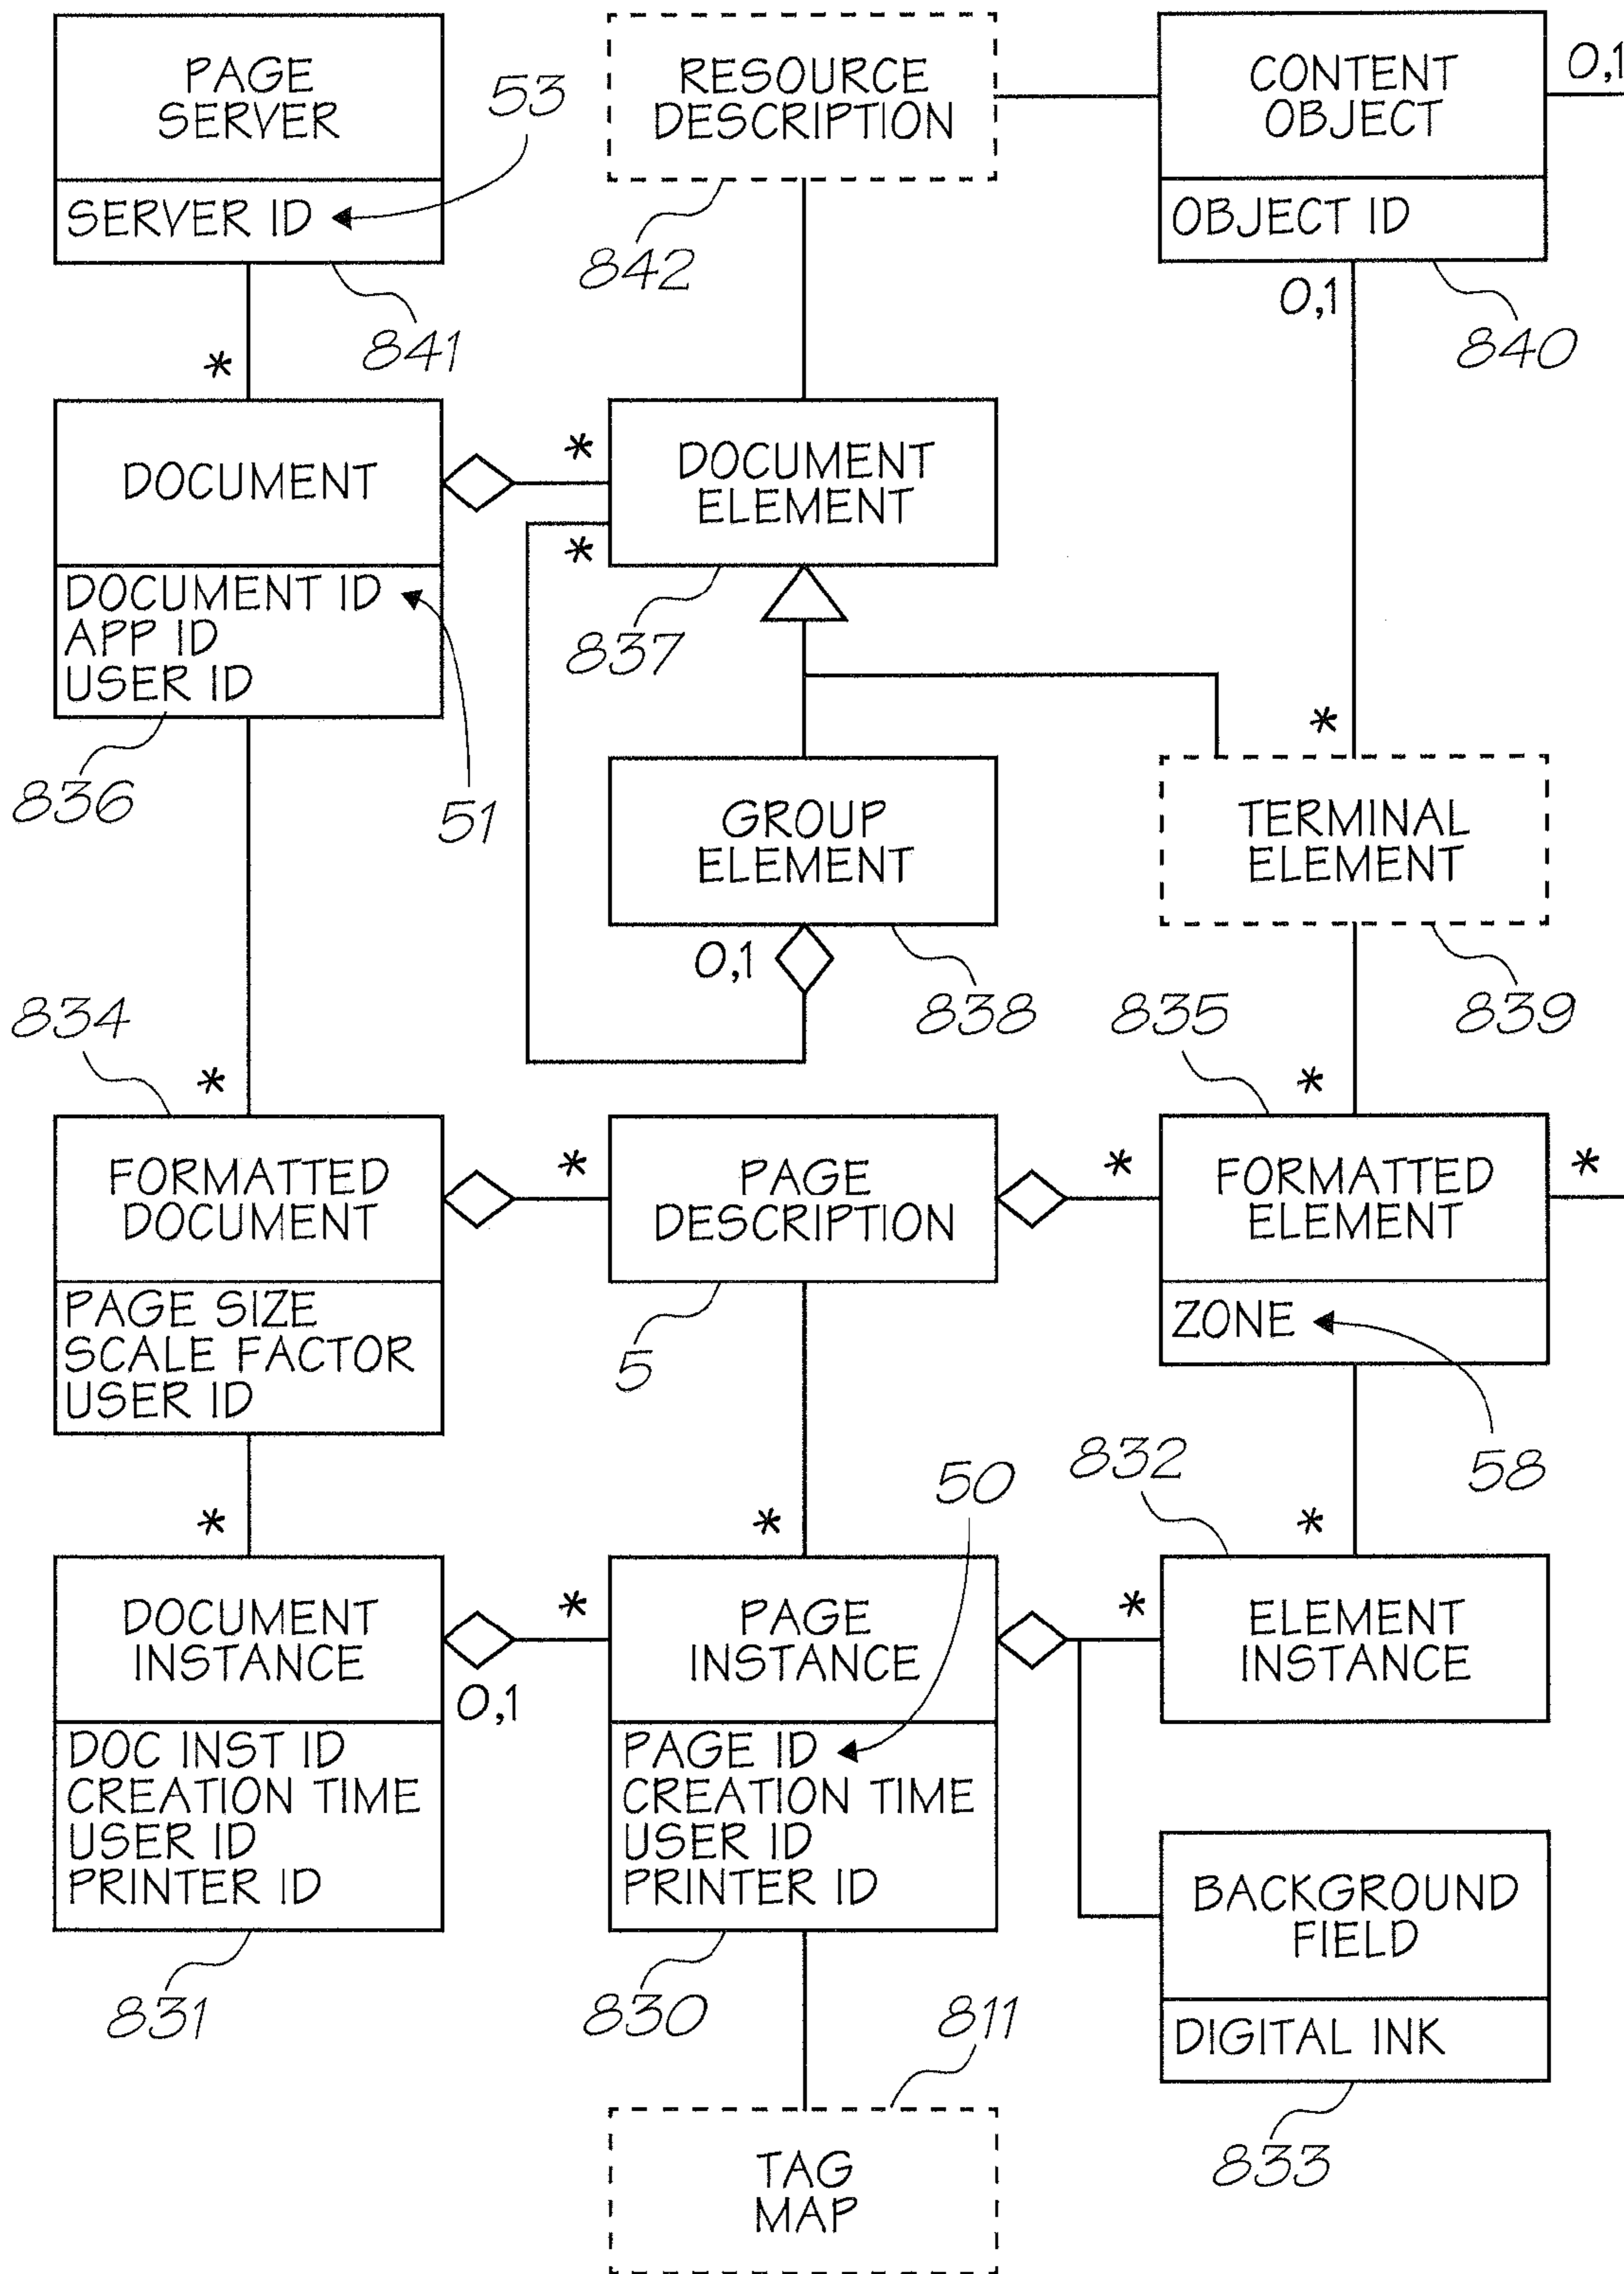 PAGE
SERVER
SERVER ID
53
841
RESOURCE
DESCRIPTION
842
CONTENT
OBJECT
OBJECT ID
0,1
0,1
840
*
DOCUMENT
DOCUMENT ID
APP ID
USER ID
836
51
*
*
DOCUMENT
ELEMENT
837
GROUP
ELEMENT
0,1
838
*
TERMINAL
ELEMENT
839
834
*
FORMATTED
DOCUMENT
PAGE SIZE
SCALE FACTOR
USER ID
*
PAGE
DESCRIPTION
5
*
835
*
FORMATTED
ELEMENT
ZONE
*
58
*
DOCUMENT
INSTANCE
0,1
DOC INST ID
CREATION TIME
USER ID
PRINTER ID
831
*
*
50
PAGE
INSTANCE
PAGE ID
CREATION TIME
USER ID
PRINTER ID
830
832
*
*
ELEMENT
INSTANCE
BACKGROUND
FIELD
DIGITAL INK
833
811
TAG
MAP